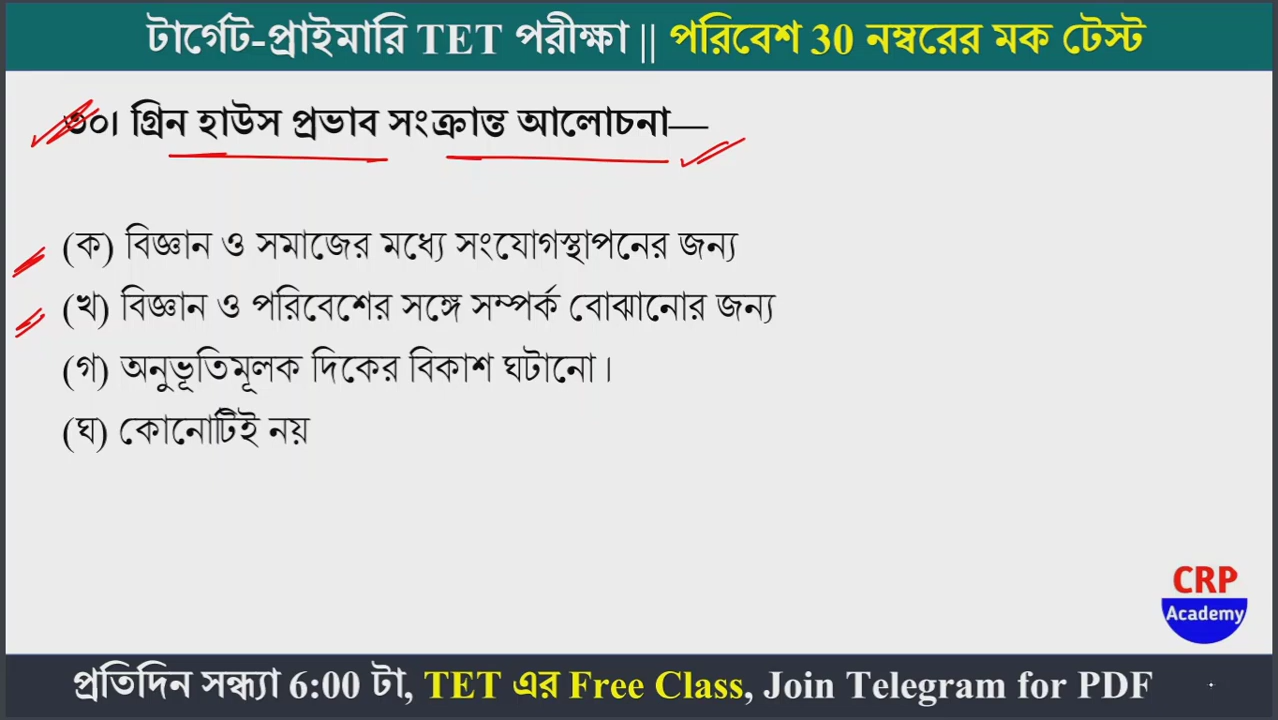 টার্গেট-প্রাইমারি TET পরীক্ষা || পরিবেশ 30 নম্বরের মক টেস্ট
৩০। গ্রিন হাউস প্রভাব সংক্রান্ত আলোচনা—
(ক) বিজ্ঞান ও সমাজের মধ্যে সংযোগস্থাপনের জন্য
(খ) বিজ্ঞান ও পরিবেশের সঙ্গে সম্পর্ক বোঝানোর জন্য
(গ) অনুভূতিমূলক দিকের বিকাশ ঘটানো।
(ঘ) কোনোটিই নয়
CRP
Academy
প্রতিদিন সন্ধ্যা 6:00 টা, TET এর Free Class, Join Telegram for PDF